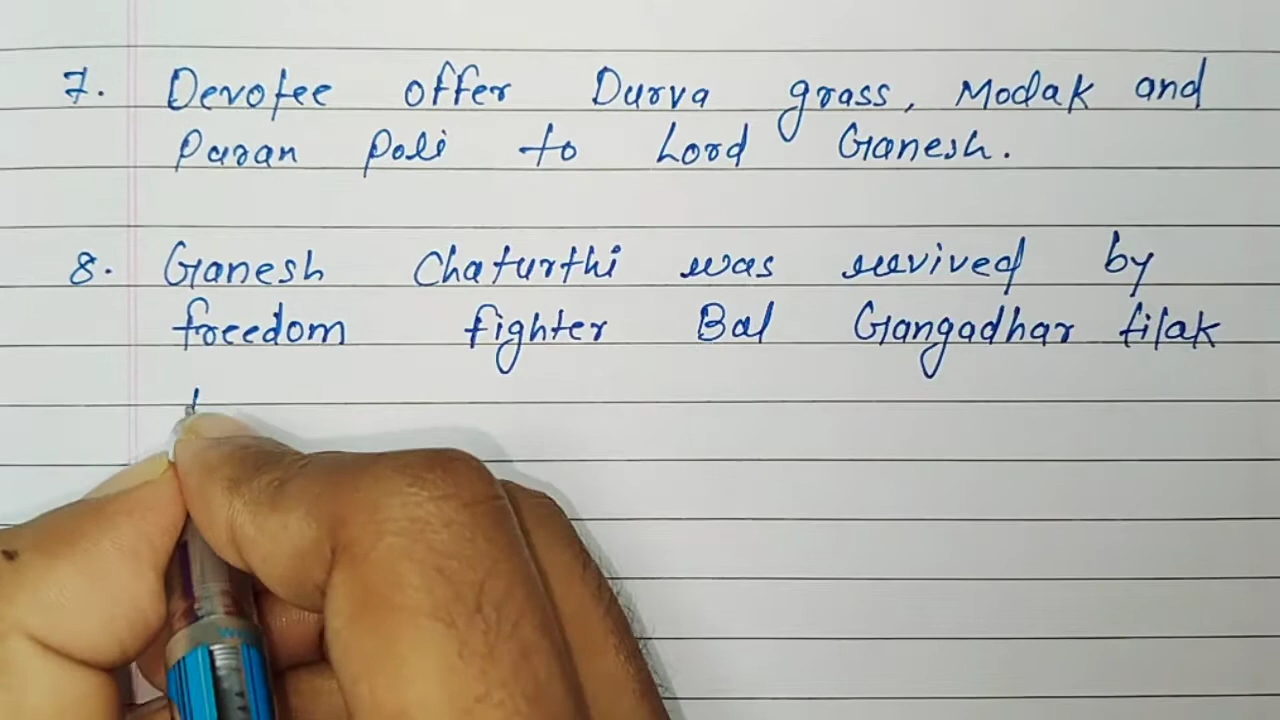 7. Devotee offer Durva grass, Modak and
Paran Poli to Lord Ganesh.
8. Ganesh Chaturthi was revived by
freedom fighter Bal Gangadhar tilak